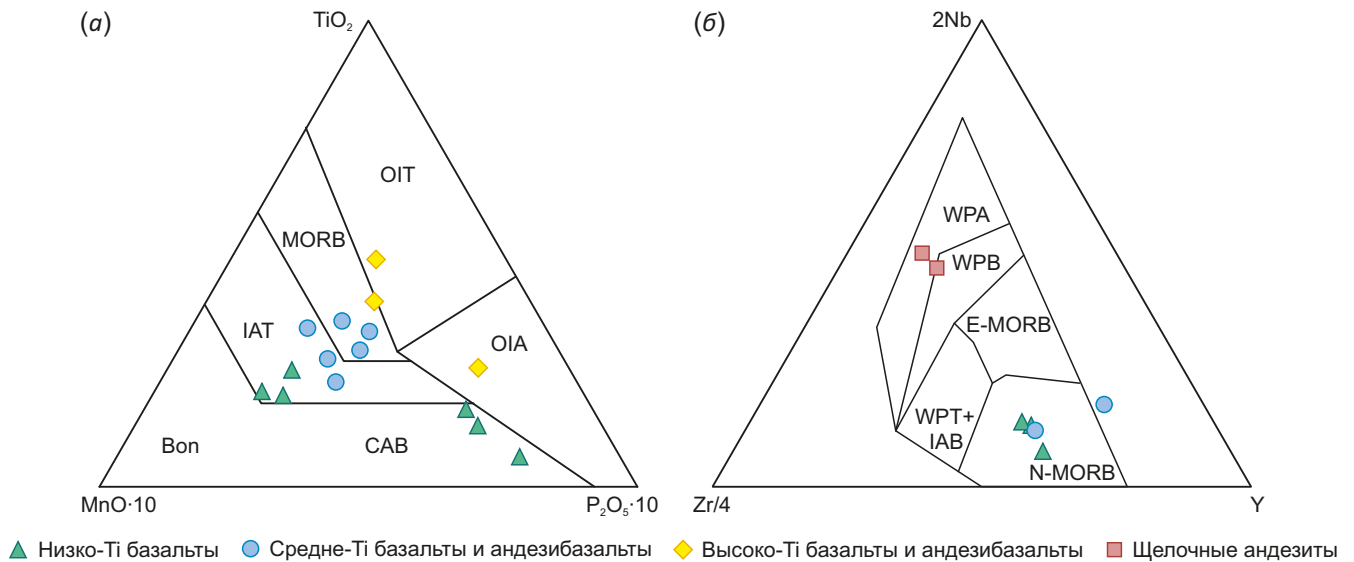 (а)
TiO₂
OIT
MORB
IAT
OIA
Bon
CAB
MnO·10
P₂O₅·10
(б)
2Nb
WPA
WPB
E-MORB
WPT+
IAB
N-MORB
Zr/4
Y
Низко-Ti базальты
Средне-Ti базальты и андезибазальты
Высоко-Ti базальты и андезибазальты
Щелочные андезиты